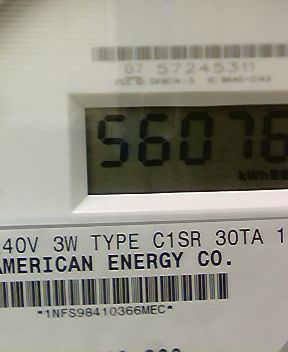 07 57245311
56076
kWh
40V 3W TYPE C1SR 30TA 1
AMERICAN ENERGY CO.
*1NFS98410366MEC*